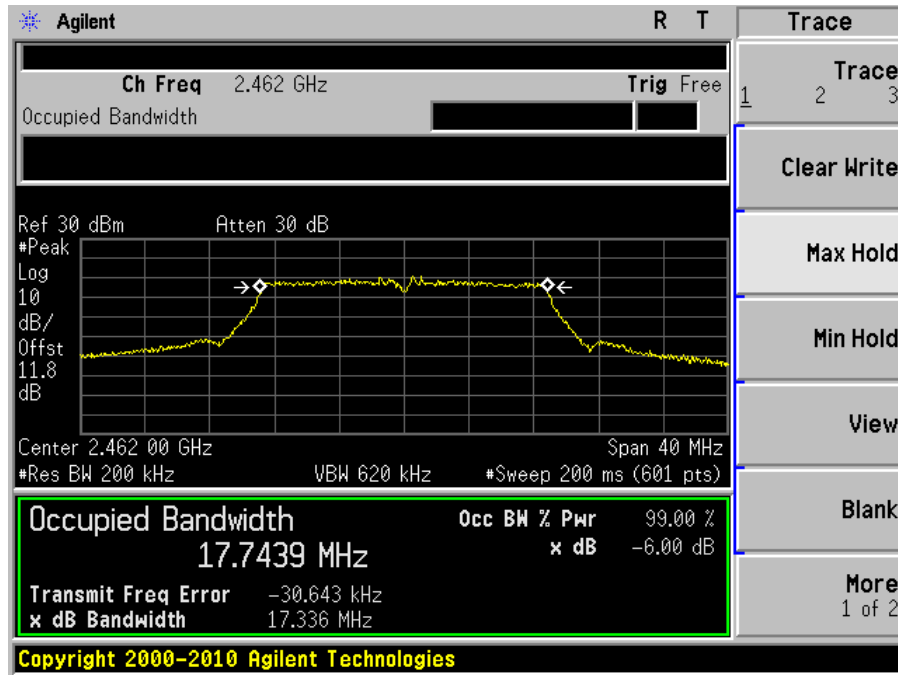 Agilent R T Trace
Ch Freq 2.462 GHz Trig Free
Occupied Bandwidth
Trace
1 2 3
Clear Write
Max Hold
Min Hold
View
Blank
More
1 of 2
Ref 30 dBm Atten 30 dB
#Peak
Log
10
dB/
Offst
11.8
dB
Center 2.462 00 GHz Span 40 MHz
#Res BW 200 kHz VBW 620 kHz #Sweep 200 ms (601 pts)
Occupied Bandwidth
17.7439 MHz
Occ BW % Pwr 99.00 %
x dB -6.00 dB
Transmit Freq Error -30.643 kHz
x dB Bandwidth 17.336 MHz
Copyright 2000-2010 Agilent Technologies